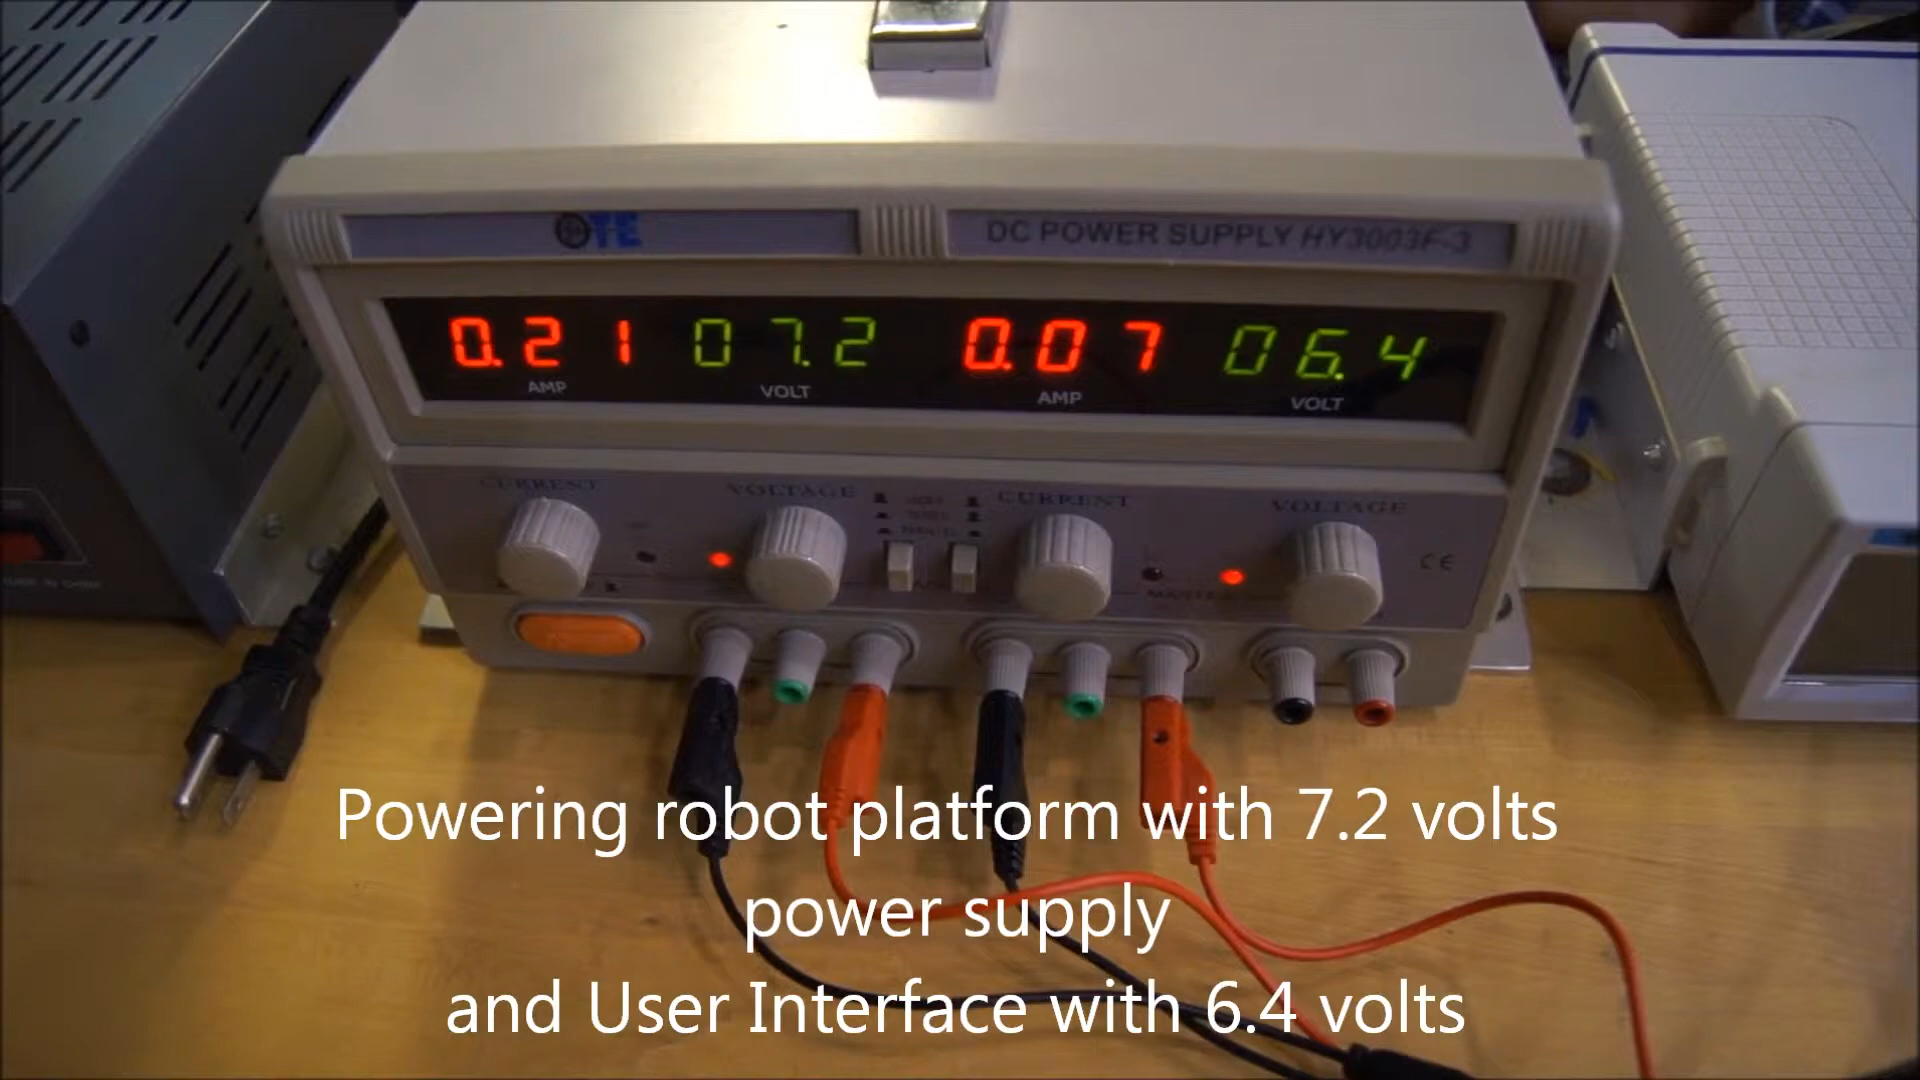 TE
DC POWER SUPPLY HY3003F-3
0.21 07.2 0.07 06.4
AMP VOLT AMP VOLT
CURRENT VOLTAGE CURRENT VOLTAGE
CE
Powering robot platform with 7.2 volts
power supply
and User Interface with 6.4 volts